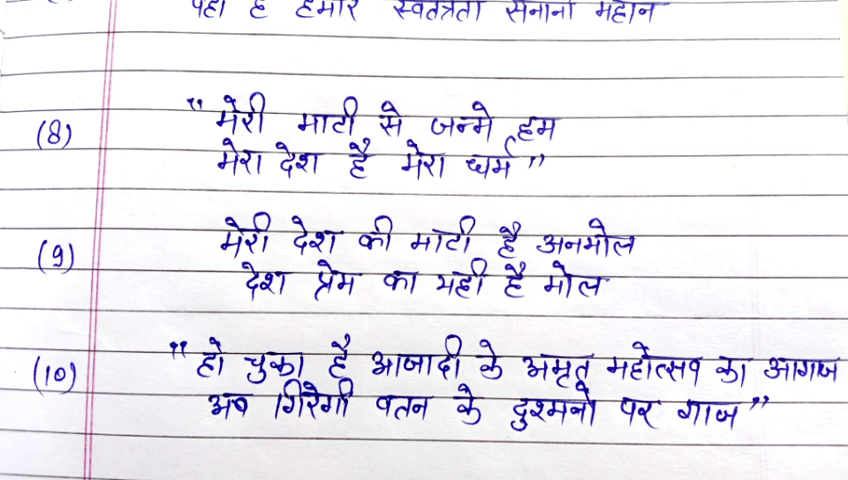 यही है हमारे स्वतंत्रता सेनानी महान
(8) "मेरी माटी से जन्मे हम
मेरा देश है मेरा धर्म"
(9) मेरी देश की माटी है अनमोल
देश प्रेम का यही है मोल
(10) "हो चुका है आजादी के अमृत महोत्सव का आगाज
अब गिरेगी वतन के दुश्मनों पर गाज"